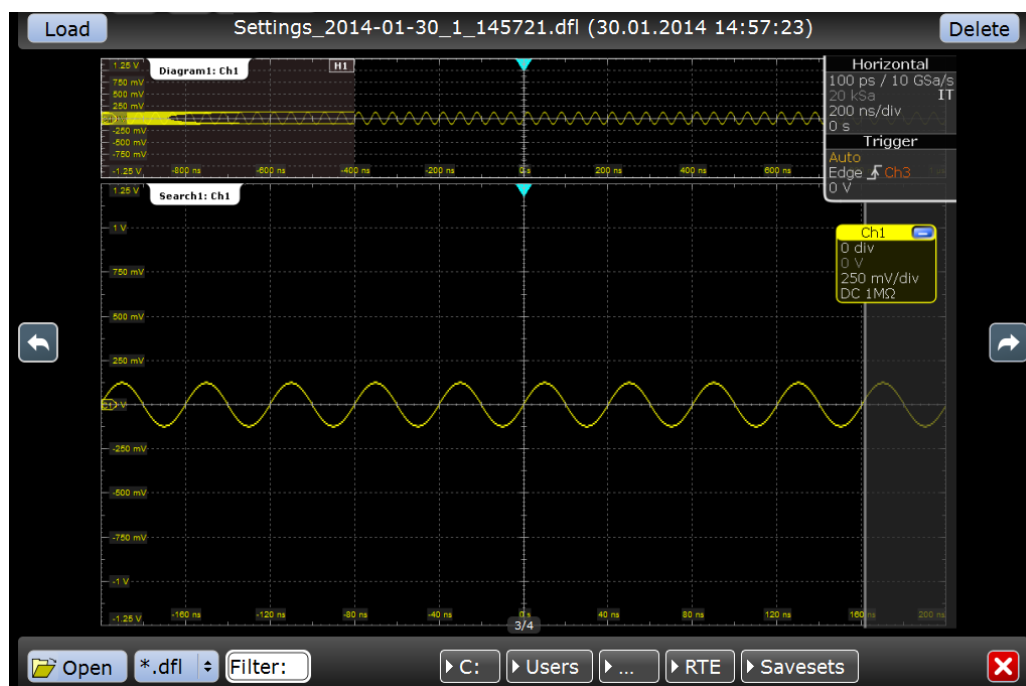 Load
Settings_2014-01-30_1_145721.dfl (30.01.2014 14:57:23)
Delete
1.25 V
Diagram1: Ch1
H1
750 mV
500 mV
250 mV
-250 mV
-500 mV
-750 mV
-1.25 V
-800 ns
-600 ns
-400 ns
-200 ns
0 s
200 ns
400 ns
600 ns
Horizontal
100 ps / 10 GSa/s
20 kSa IT
200 ns/div
0 s
Trigger
Auto
Edge Ch3
0 V
1.25 V
Search1: Ch1
1 V
750 mV
500 mV
250 mV
0 V
-250 mV
-500 mV
-750 mV
-1 V
-1.25 V
-160 ns
-120 ns
-80 ns
-40 ns
0 s
40 ns
80 ns
120 ns
160
200 ns
Ch1
0 div
0 V
250 mV/div
DC 1MΩ
3/4
Open
*.dfl
Filter:
C:
Users
...
RTE
Savesets